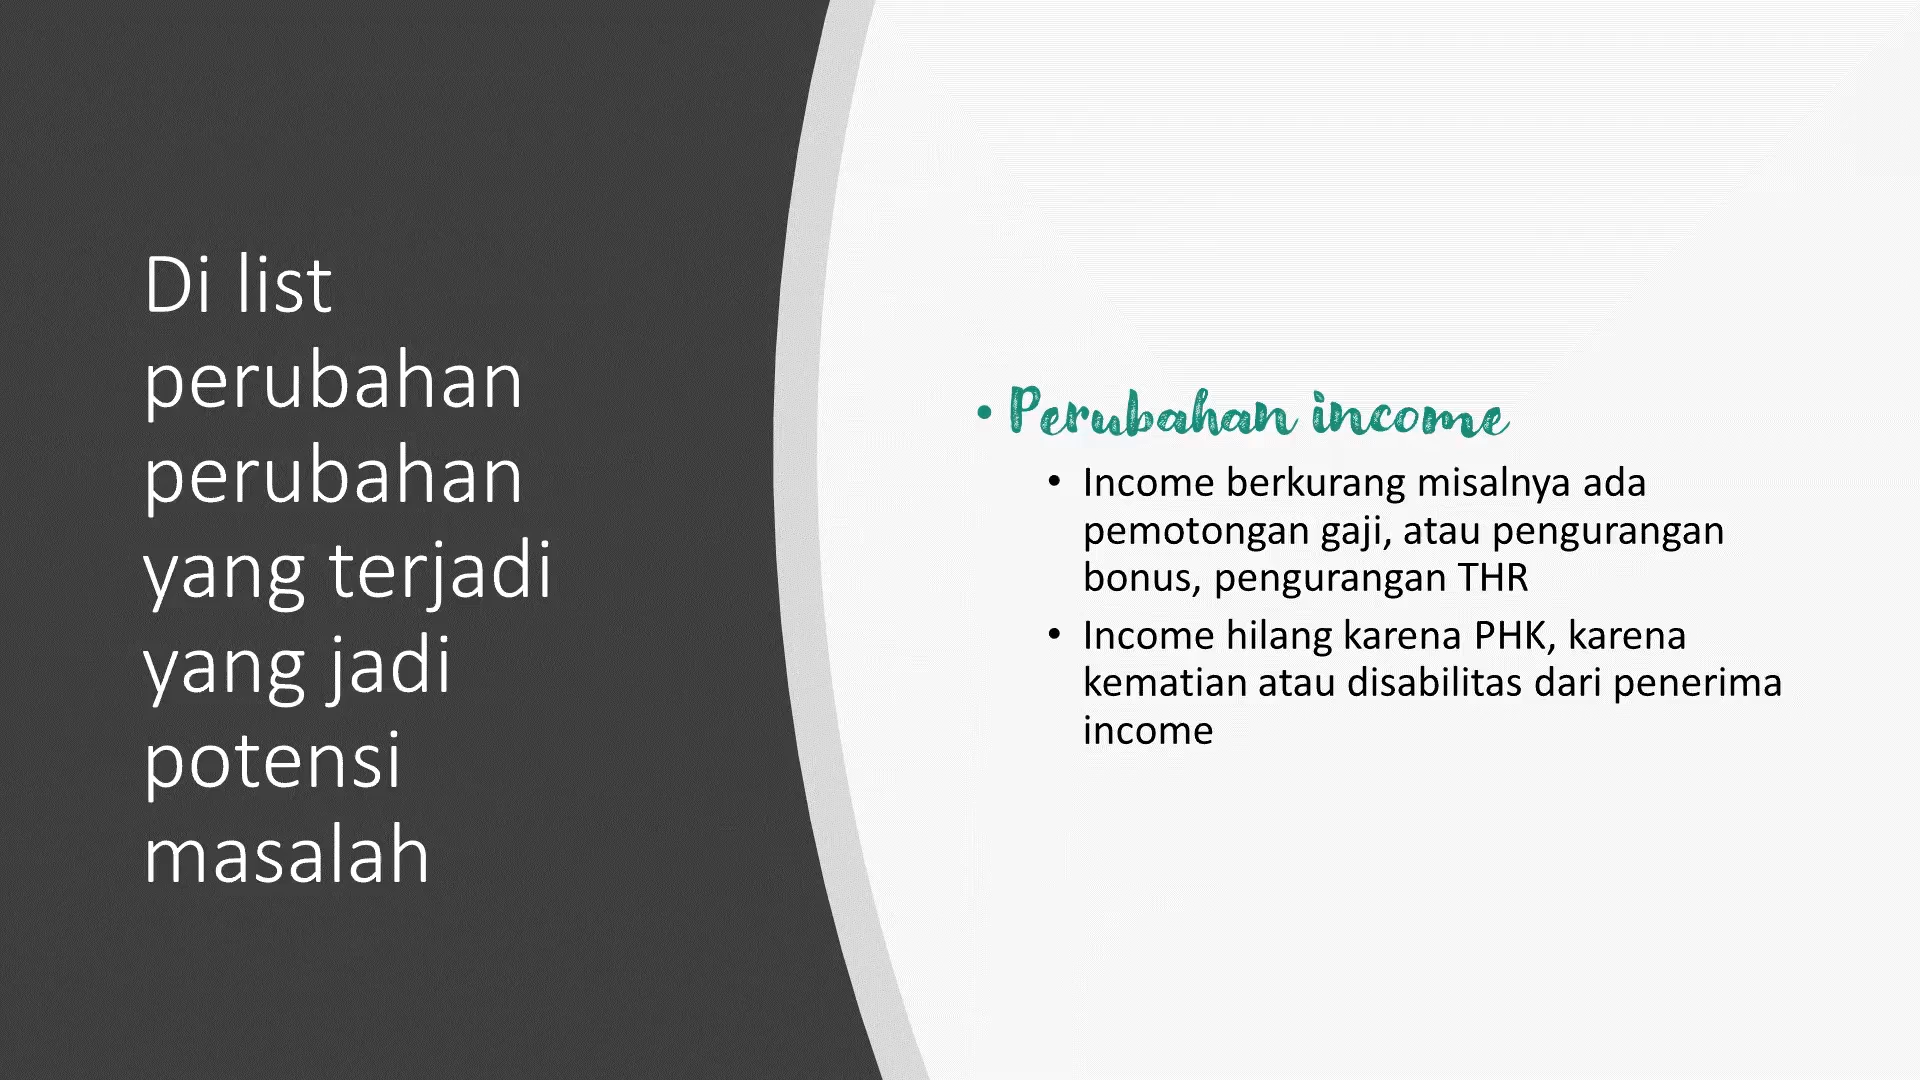 Di list
perubahan
perubahan
yang terjadi
yang jadi
potensi
masalah
• Perubahan income
• Income berkurang misalnya ada
pemotongan gaji, atau pengurangan
bonus, pengurangan THR
• Income hilang karena PHK, karena
kematian atau disabilitas dari penerima
income